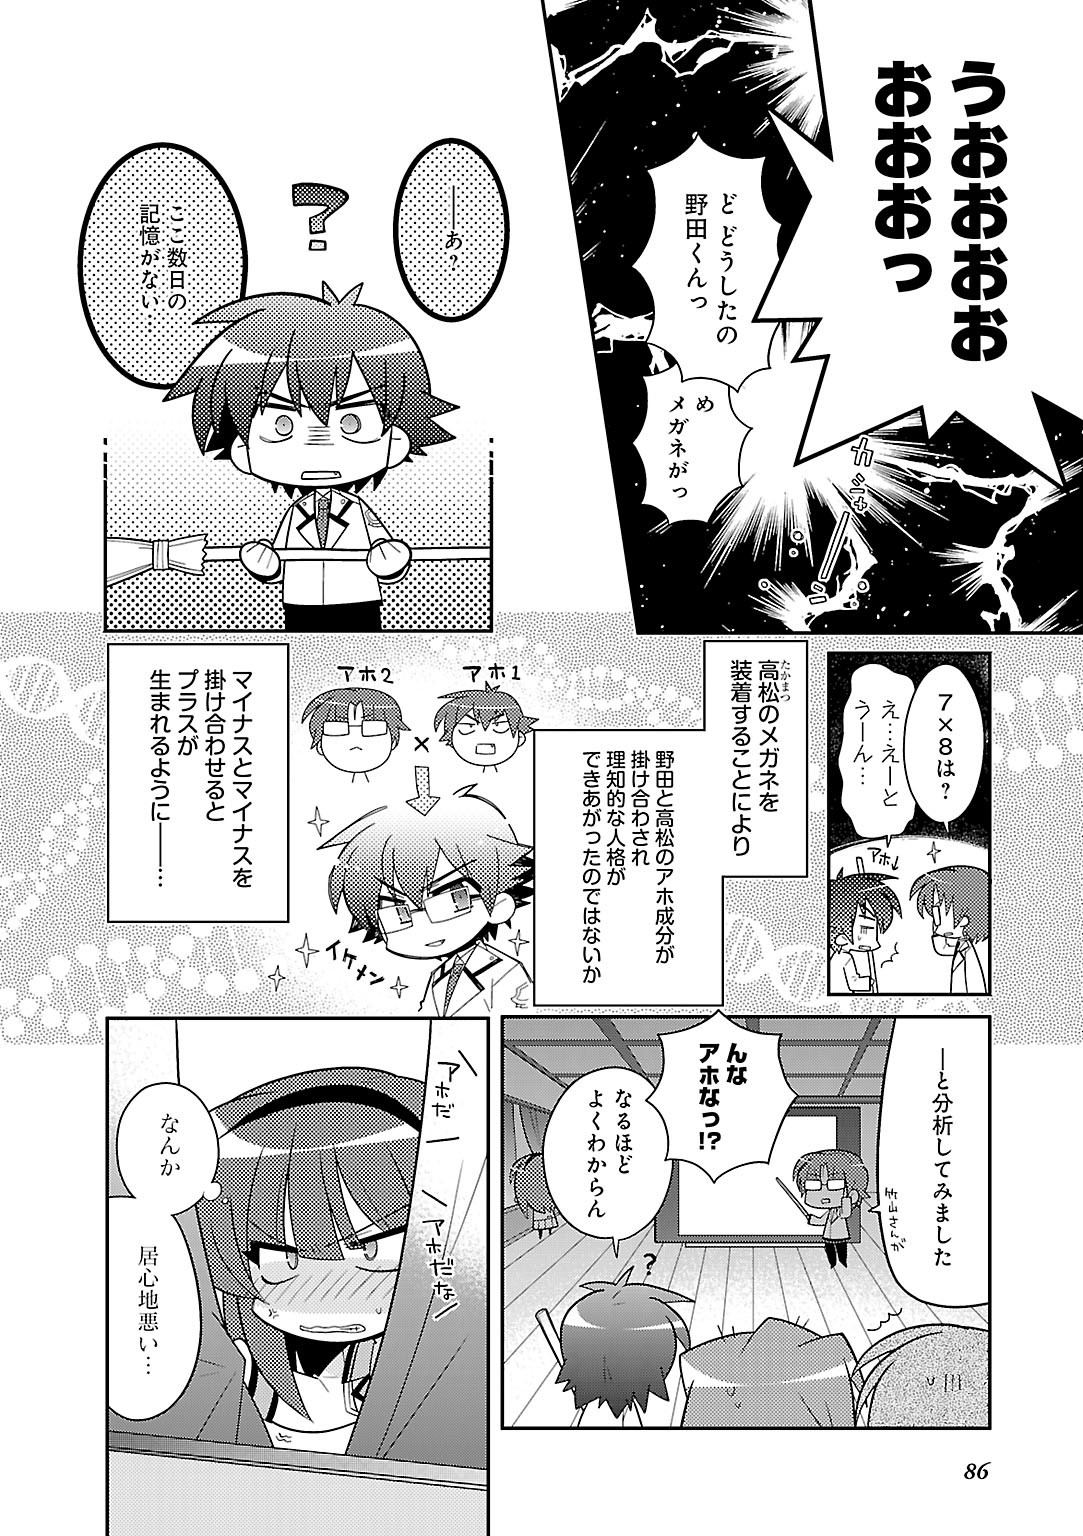 うおおおお
おおおおっ
ど どうしたの
野田くんっ
め
メガネがっ
カシャ
――あ?
?
ここ数日の
記憶がない…
7×8は?
え…えーと
うーん…
アホ↓
高松のメガネを
たかまつ
装着することにより
野田と高松のアホ成分が
掛け合わされ
理知的な人格が
できあがったのではないか
アホ1
×
アホ2
イケメン
マイナスとマイナスを
掛け合わせると
プラスが
生まれるように――…
――と分析してみました
竹山さんが
んな
アホなっ!?
なるほど
よくわからん
?
アホだ
アホだな
なんか
居心地悪い…
86